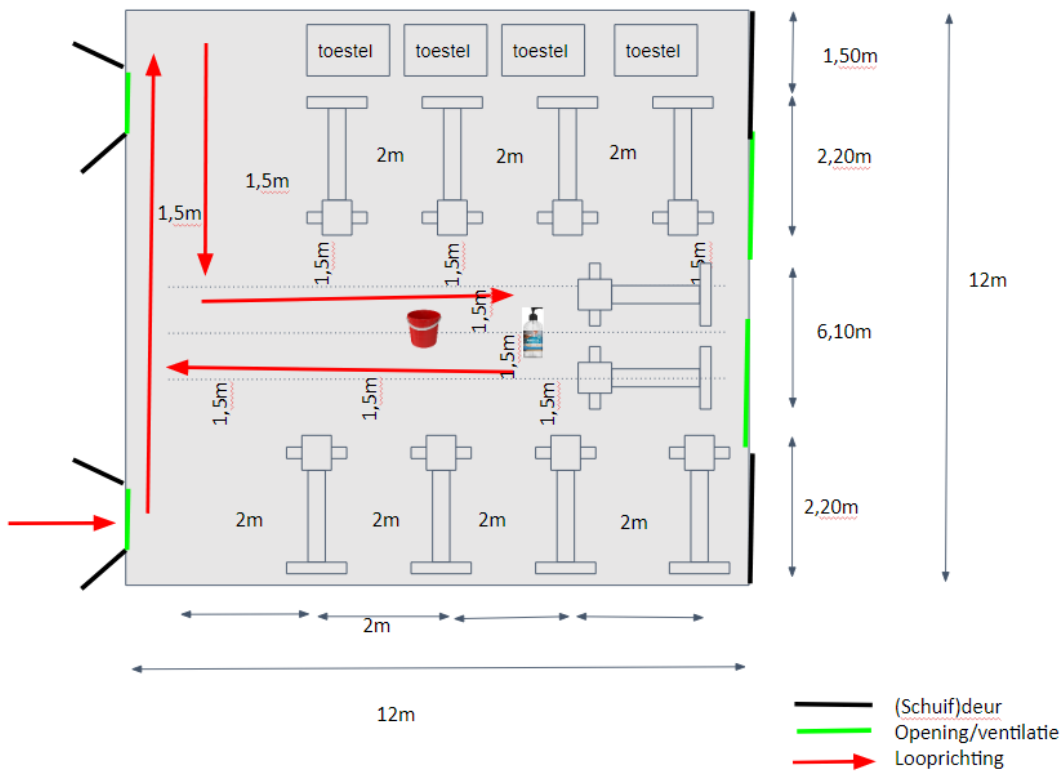 toestel toestel toestel toestel
1,50m
2m 2m 2m
2,20m
1,5m
1,5m
1,5m 1,5m 1,5m
12m
1,5m
6,10m
1,5m
1,5m 1,5m 1,5m
2m 2m 2m 2m
2,20m
2m
12m
(Schuif)deur
Opening/ventilatie
Looprichting